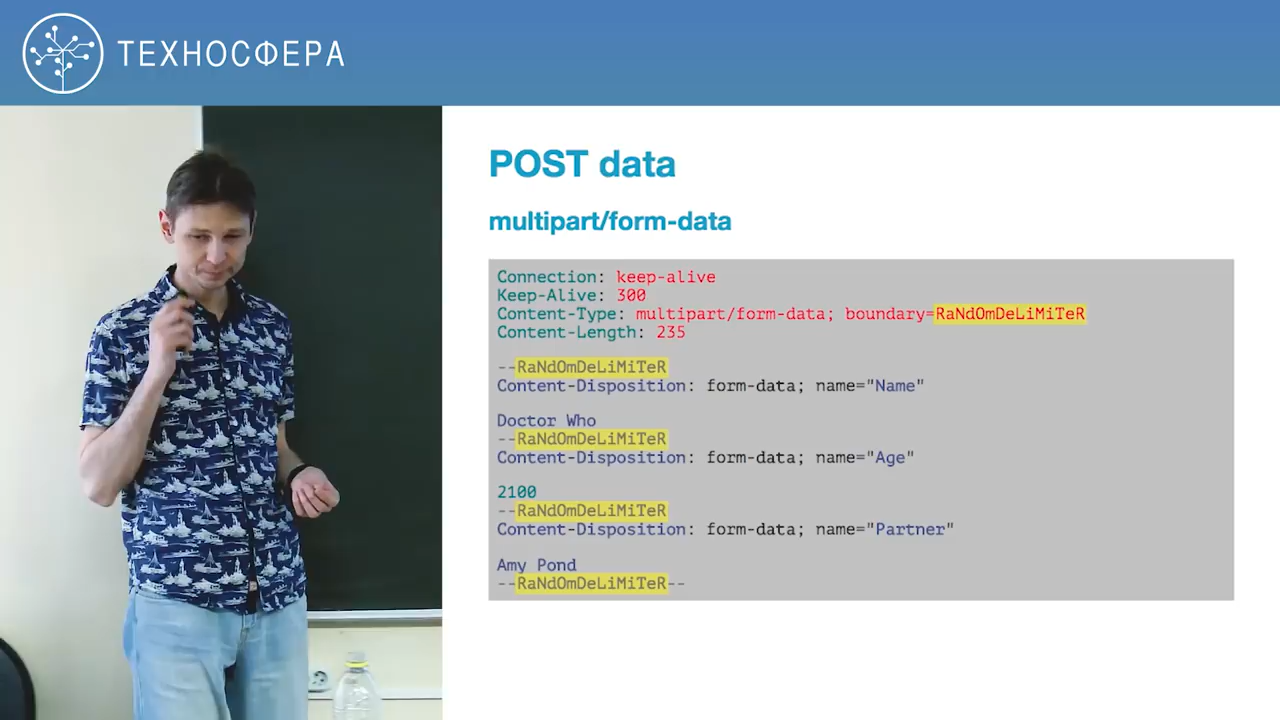 ТЕХНОСФЕРА
POST data
multipart/form-data
Connection: keep-alive
Keep-Alive: 300
Content-Type: multipart/form-data; boundary=RaNdOmDeLiMiTeR
Content-Length: 235
--RaNdOmDeLiMiTeR
Content-Disposition: form-data; name="Name"
Doctor Who
--RaNdOmDeLiMiTeR
Content-Disposition: form-data; name="Age"
2100
--RaNdOmDeLiMiTeR
Content-Disposition: form-data; name="Partner"
Amy Pond
--RaNdOmDeLiMiTeR--